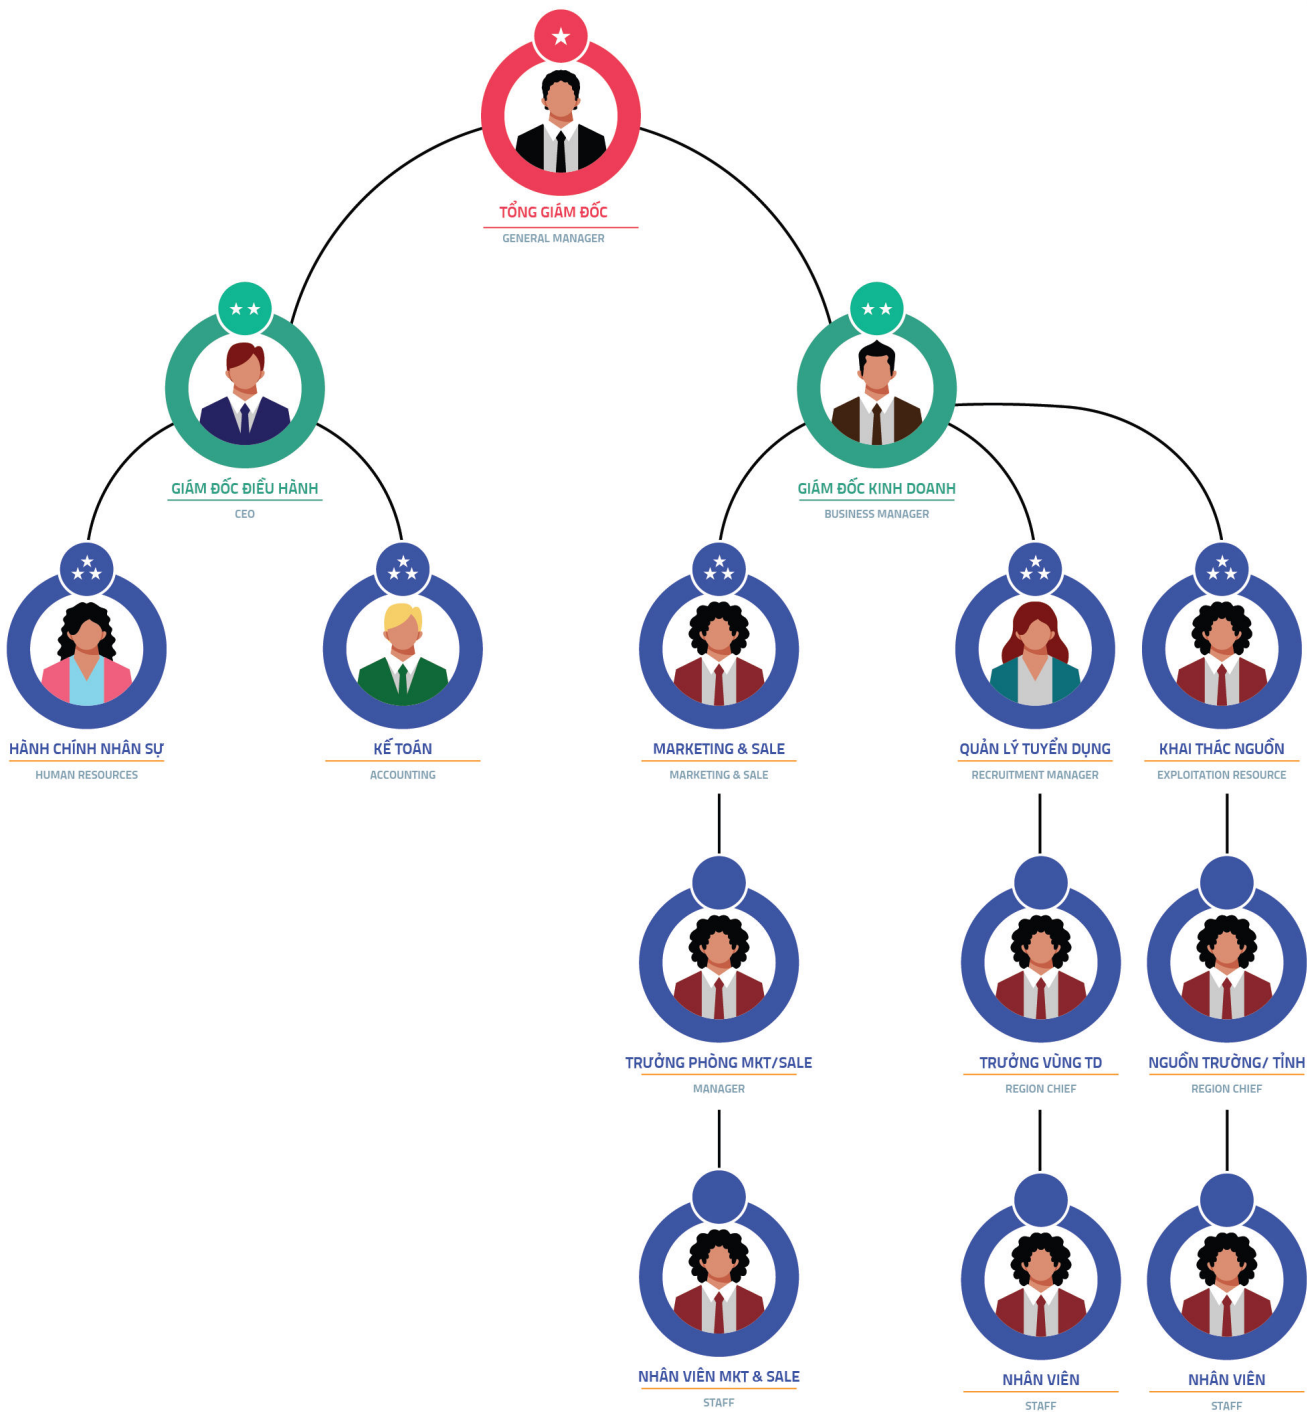 TỔNG GIÁM ĐỐC
GENERAL MANAGER
GIÁM ĐỐC ĐIỀU HÀNH
CEO
GIÁM ĐỐC KINH DOANH
BUSINESS MANAGER
HÀNH CHÍNH NHÂN SỰ
HUMAN RESOURCES
KẾ TOÁN
ACCOUNTING
MARKETING & SALE
MARKETING & SALE
QUẢN LÝ TUYỂN DỤNG
RECRUITMENT MANAGER
KHAI THÁC NGUỒN
EXPLOITATION RESOURCE
TRƯỞNG PHÒNG MKT/SALE
MANAGER
TRƯỞNG VÙNG TD
REGION CHIEF
NGUỒN TRƯỜNG/ TỈNH
REGION CHIEF
NHÂN VIÊN MKT & SALE
STAFF
NHÂN VIÊN
STAFF
NHÂN VIÊN
STAFF